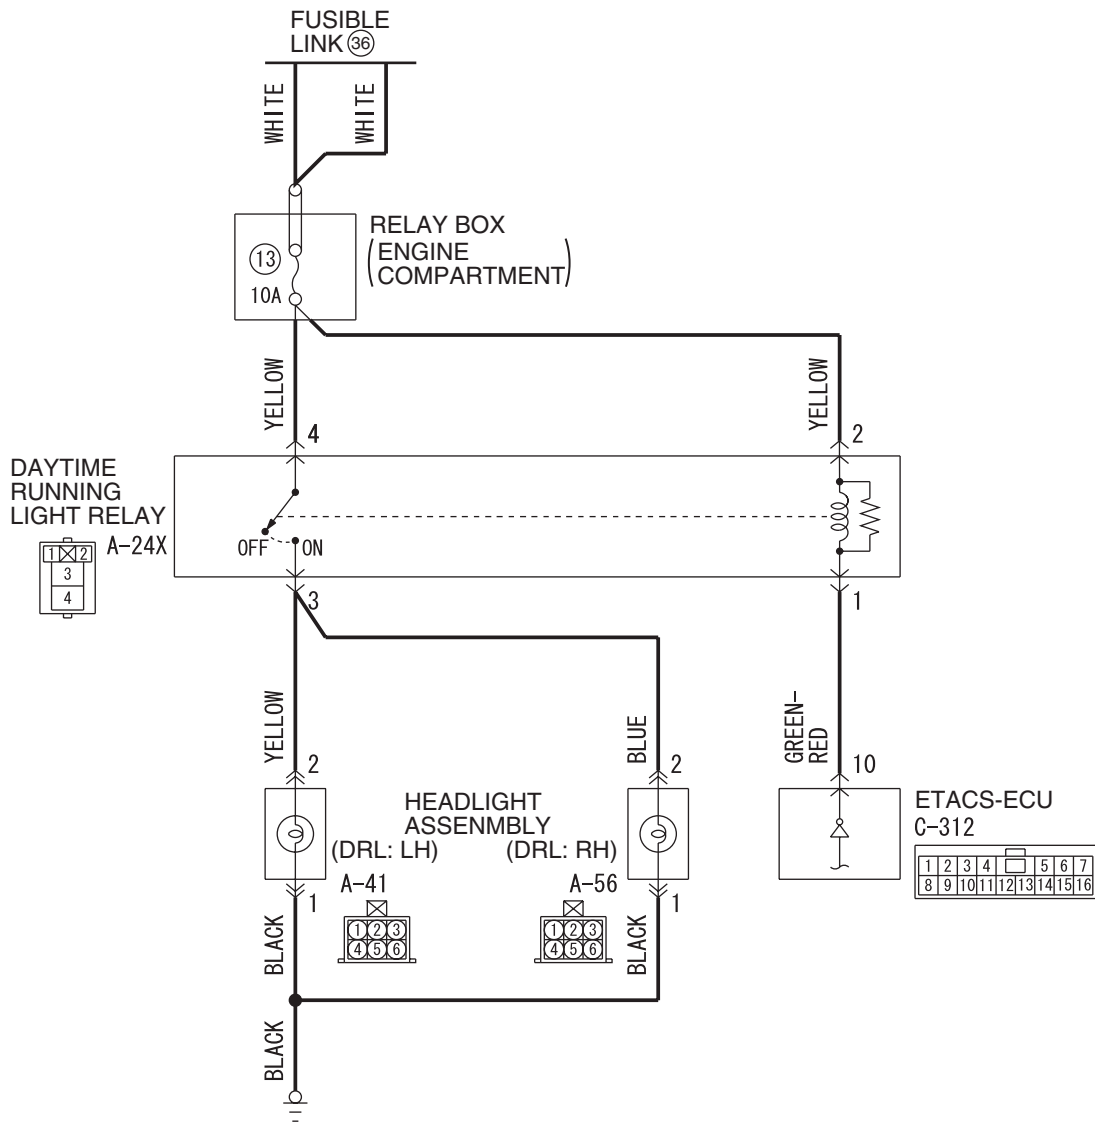 FUSIBLE
LINK 36
WHITE
WHITE
RELAY BOX
(ENGINE
COMPARTMENT)
13
10A
YELLOW
YELLOW
4
2
DAYTIME
RUNNING
LIGHT RELAY
A-24X
1 2
3
4
OFF ON
3
1
YELLOW
BLUE
GREEN-
RED
2
2
10
HEADLIGHT
ASSENMBLY
(DRL: LH) (DRL: RH)
A-41
A-56
ETACS-ECU
C-312
1 2 3 4 5 6 7
8 9 10 11 12 13 14 15 16
1
1
1 2 3
4 5 6
1 2 3
4 5 6
BLACK
BLACK
BLACK